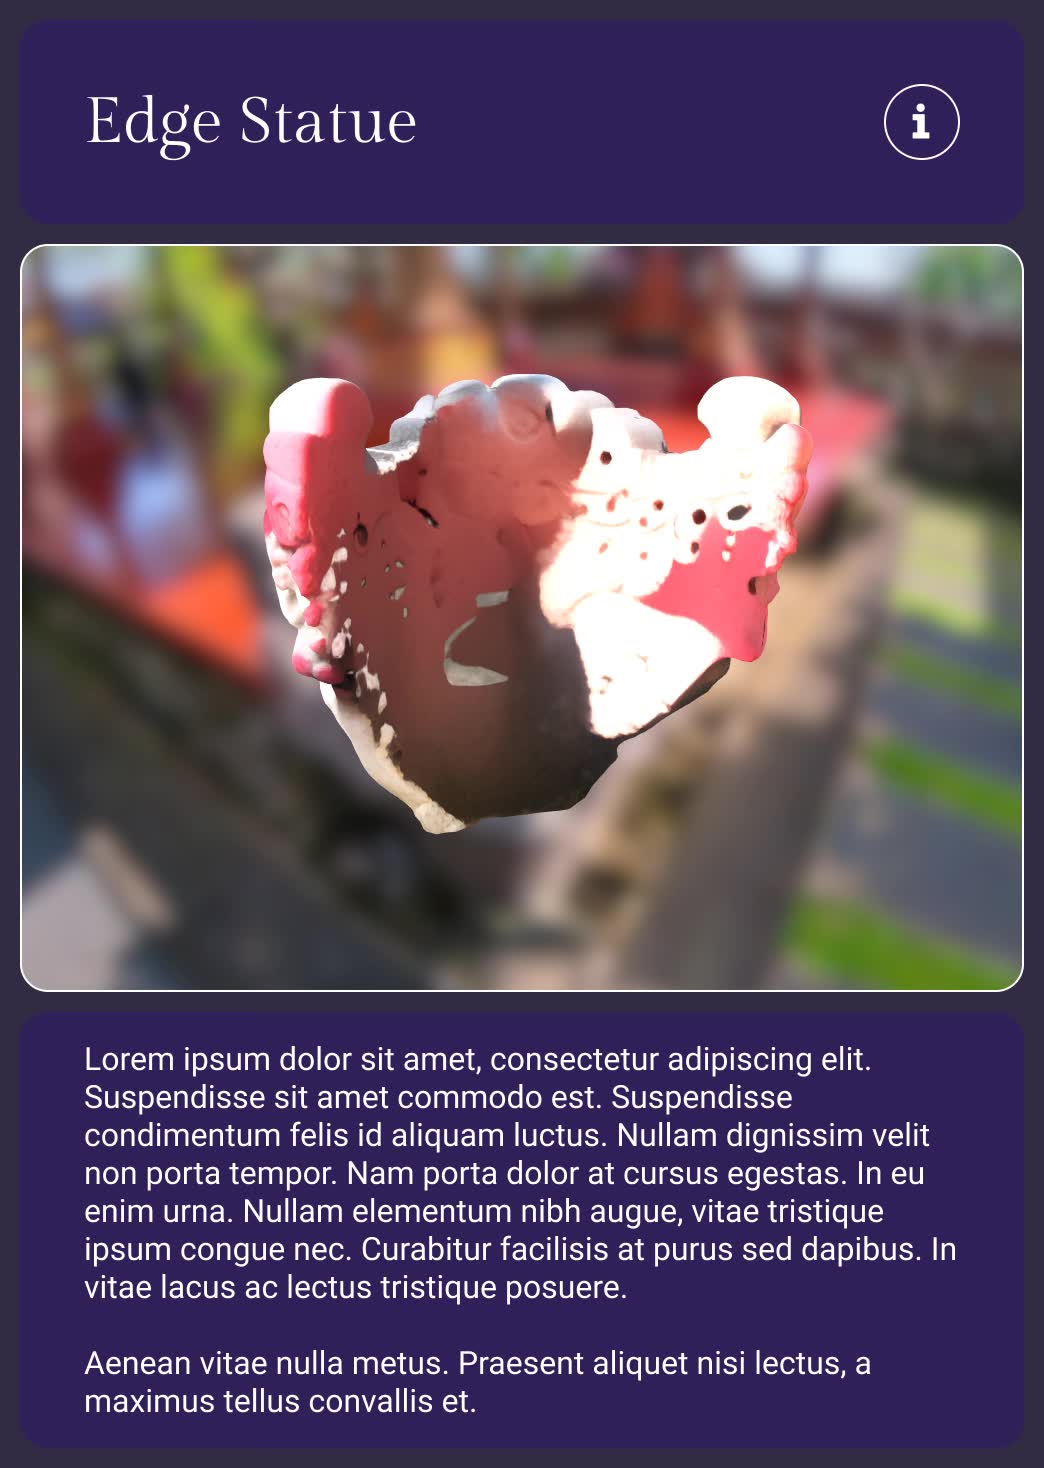 Edge Statue
Lorem ipsum dolor sit amet, consectetur adipiscing elit.
Suspendisse sit amet commodo est. Suspendisse
condimentum felis id aliquam luctus. Nullam dignissim velit
non porta tempor. Nam porta dolor at cursus egestas. In eu
enim urna. Nullam elementum nibh augue, vitae tristique
ipsum congue nec. Curabitur facilisis at purus sed dapibus. In
vitae lacus ac lectus tristique posuere.
Aenean vitae nulla metus. Praesent aliquet nisi lectus, a
maximus tellus convallis et.